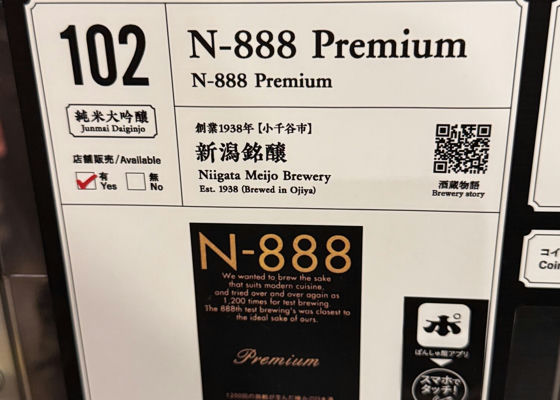 102
N-888 Premium
N-888 Premium
純米大吟醸
Junmai Daiginjo
創業1938年【小千谷市】
新潟銘醸
Niigata Meijo Brewery
Est. 1938 (Brewed in Ojiya)
酒蔵物語
Brewery story
店舗販売/Available
有
Yes
無
No
N-888
We wanted to brew the sake
that suits modern cuisine,
and tried over and over again as
1,200 times for test brewing.
The 888th test brewing's was closest to
the ideal sake of ours.
Premium
ポ
ぽんしゅ館アプリ
スマホで
タッチ!
コイ
Coin